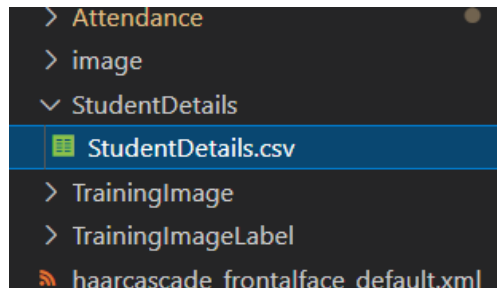 Attendance
image
StudentDetails
StudentDetails.csv
TrainingImage
TrainingImageLabel
haarcascade_frontalface_default.xml